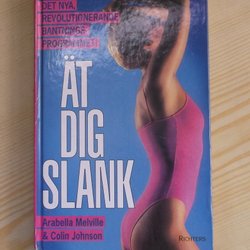 DET NYA,
REVOLUTIONERANDE
BANTNINGS-
PROGRAMMET!
ÄT
DIG
SLANK
Arabella Melville
& Colin Johnson
RICHTERS